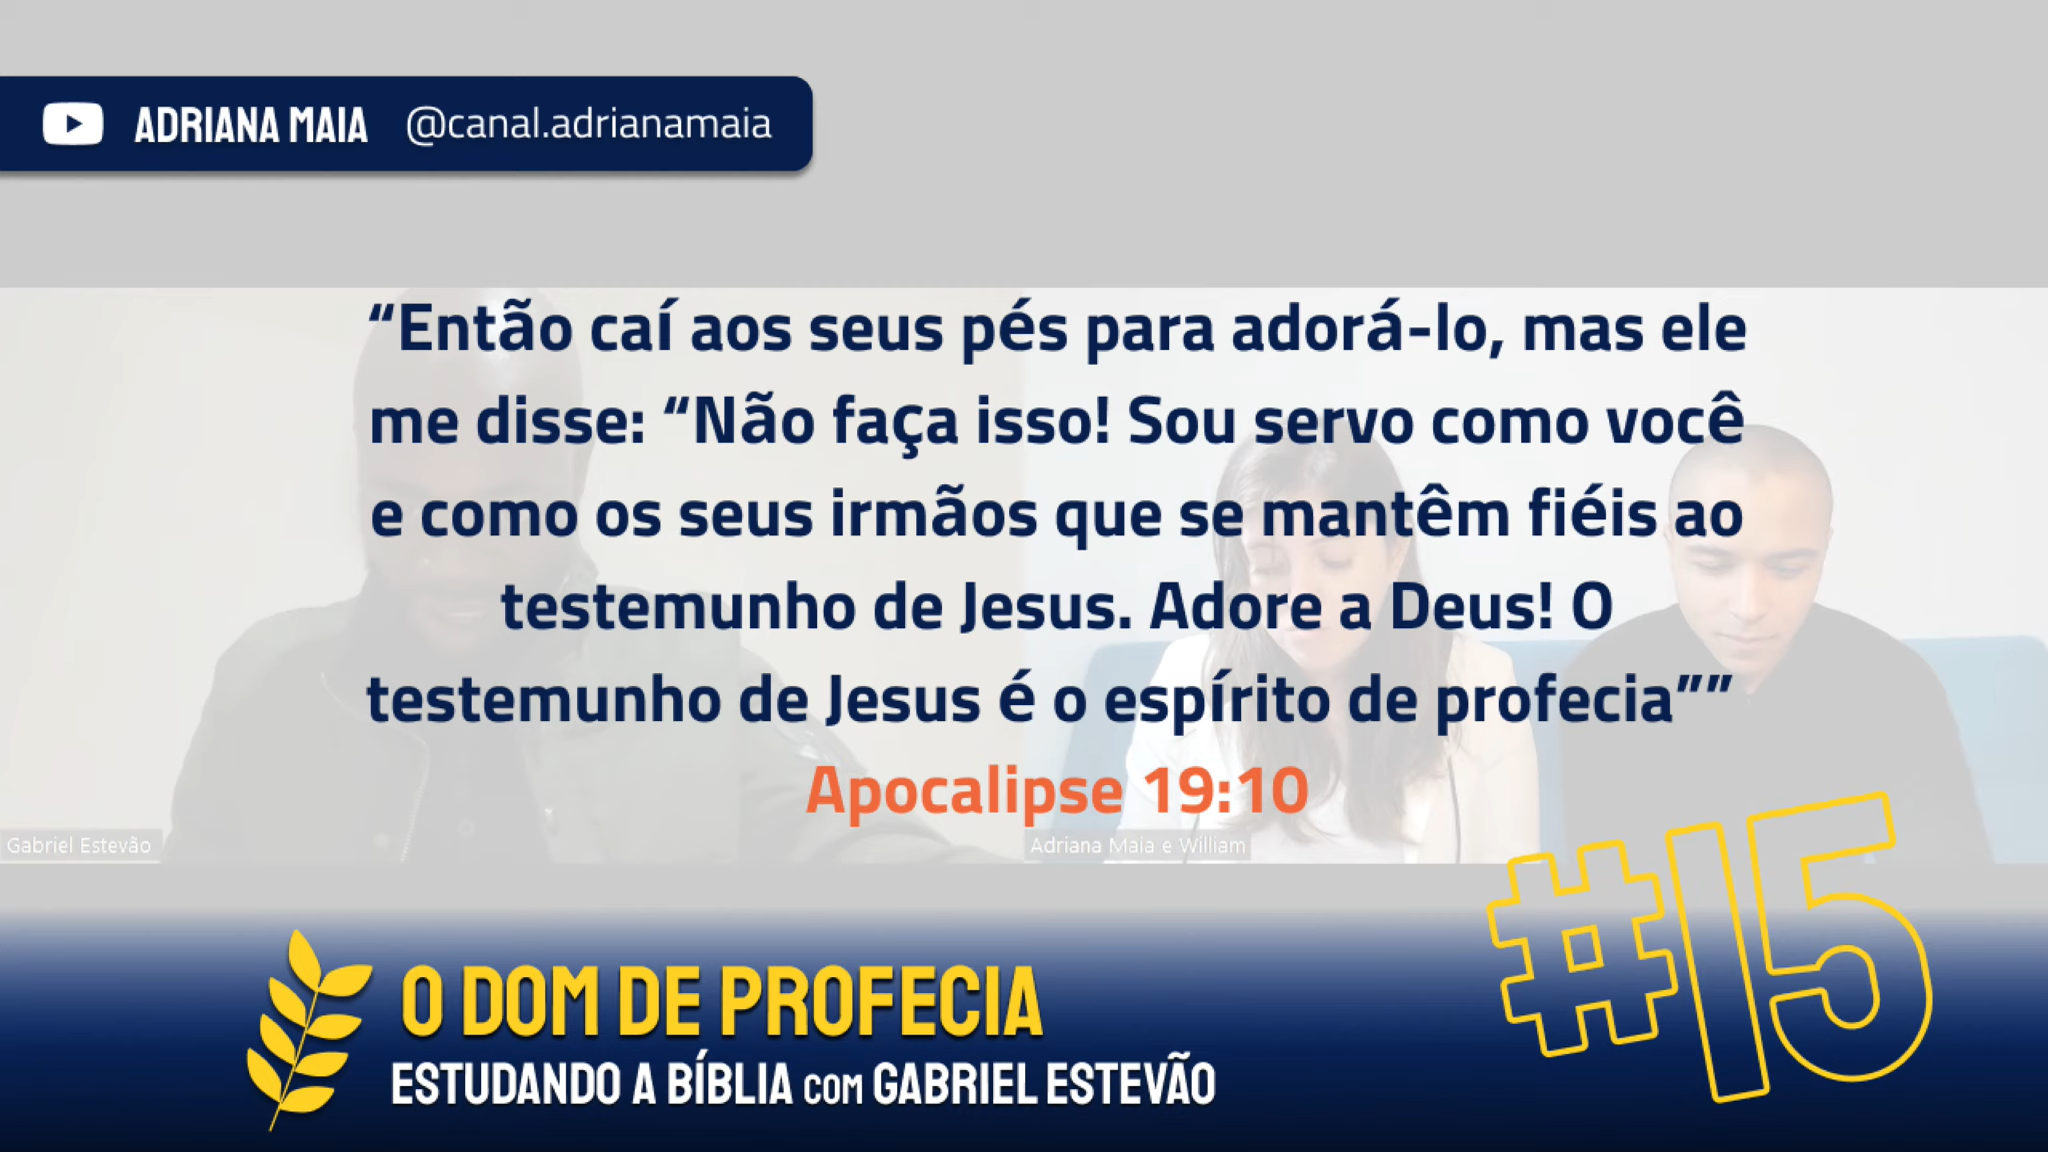 ADRIANA MAIA @canal.adrianamaia
“Então caí aos seus pés para adorá-lo, mas ele
me disse: “Não faça isso! Sou servo como você
e como os seus irmãos que se mantêm fiéis ao
testemunho de Jesus. Adore a Deus! O
testemunho de Jesus é o espírito de profecia””
Apocalipse 19:10
Gabriel Estevão
Adriana Maia e William
#15
O DOM DE PROFECIA
ESTUDANDO A BÍBLIA COM GABRIEL ESTEVÃO